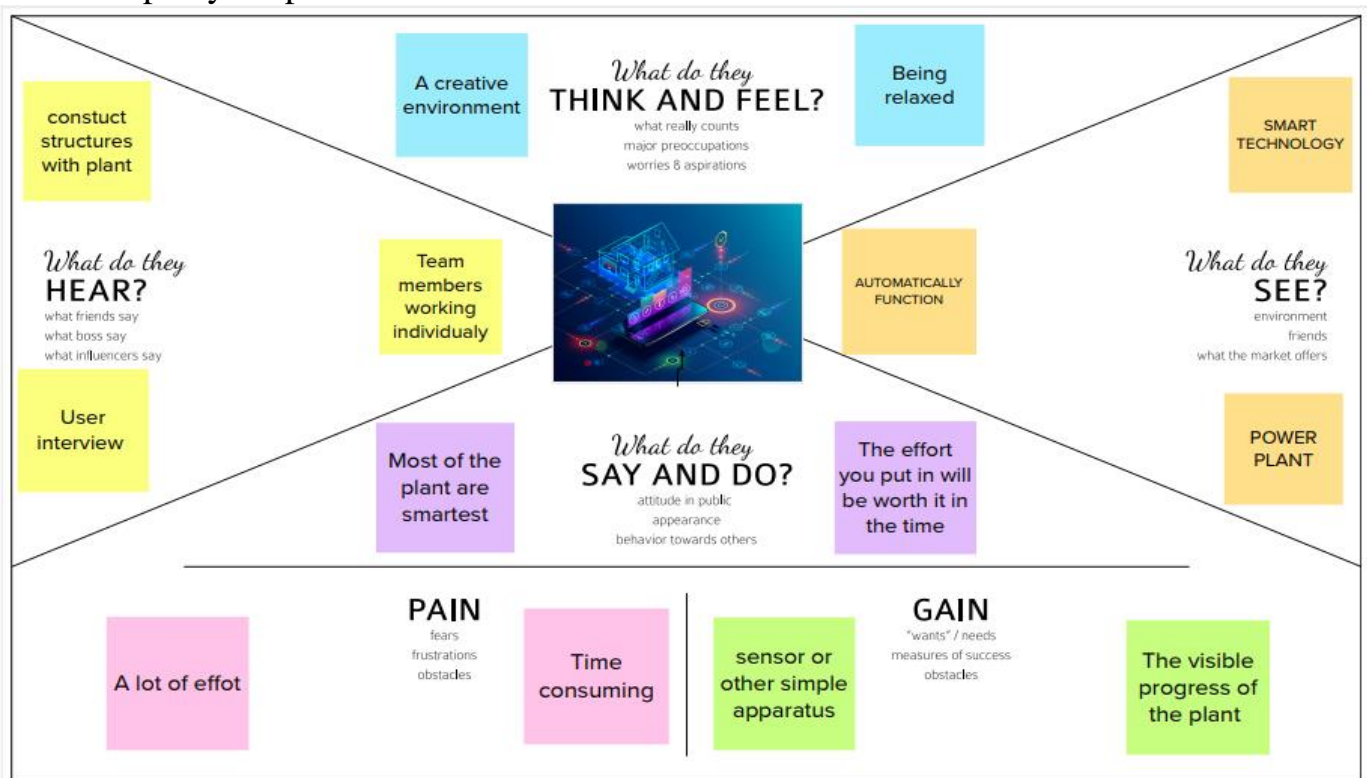 A creative
environment
What do they
THINK AND FEEL?
what really counts
major preoccupations
worries 8 aspirations
Being
relaxed
constuct
structures
with plant
What do they
HEAR?
what friends say
what boss say
what influencers say
User
interview
Team
members
working
individualy
AUTOMATICALLY
FUNCTION
SMART
TECHNOLOGY
What do they
SEE?
environment
friends
what the market offers
POWER
PLANT
Most of the
plant are
smartest
What do they
SAY AND DO?
attitude in public
appearance
behavior towards others
The effort
you put in will
be worth it in
the time
A lot of effot
PAIN
fears
frustrations
obstacles
Time
consuming
sensor or
other simple
apparatus
GAIN
"wants" / needs
measures of success
obstacles
The visible
progress of
the plant